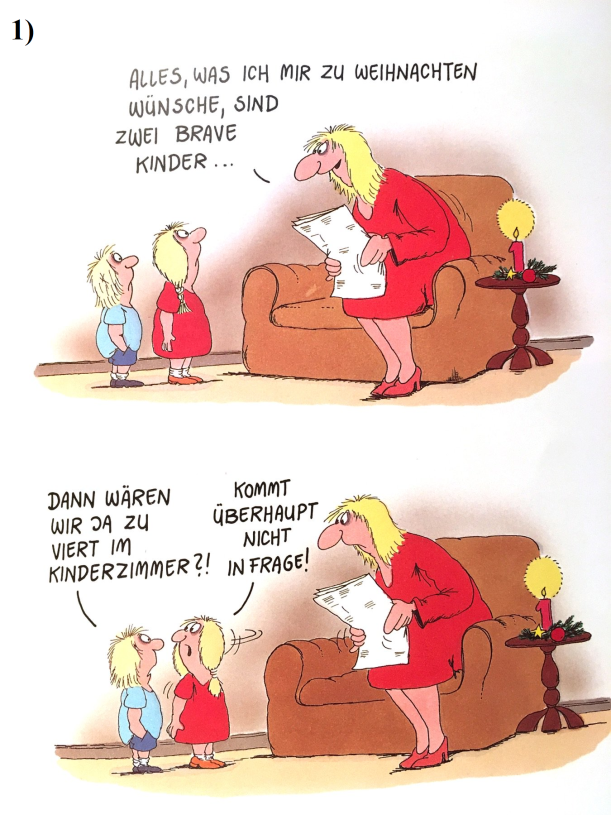 1)
ALLES, WAS ICH MIR ZU WEIHNACHTEN
WÜNSCHE, SIND
ZWEI BRAVE
KINDER...
DANN WÄREN
WIR JA ZU
VIERT IM
KINDERZIMMER?!
KOMMT
ÜBERHAUPT
NICHT
IN FRAGE!